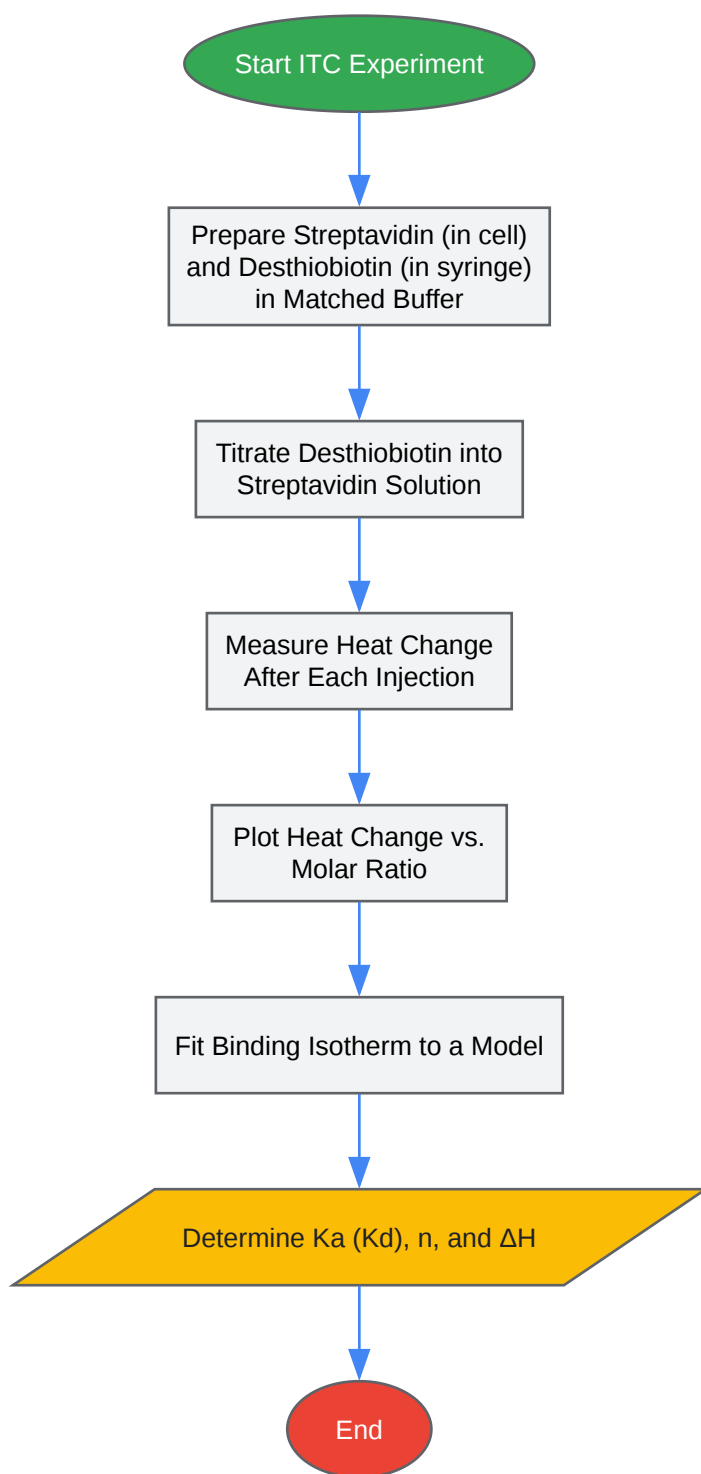 Start ITC Experiment
Prepare Streptavidin (in cell)
and Desthiobiotin (in syringe)
in Matched Buffer
Titrate Desthiobiotin into
Streptavidin Solution
Measure Heat Change
After Each Injection
Plot Heat Change vs.
Molar Ratio
Fit Binding Isotherm to a Model
Determine Ka (Kd), n, and ΔH
End